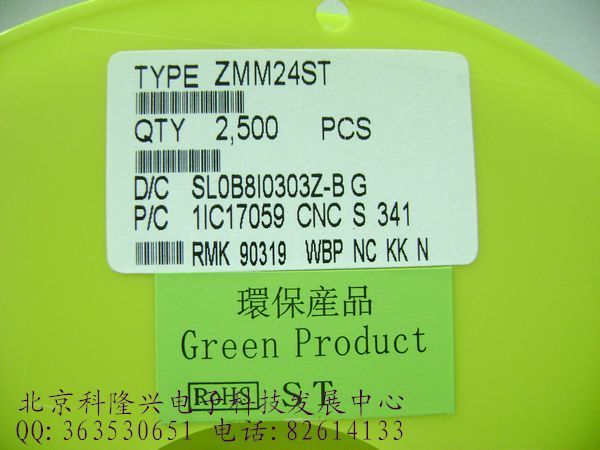 TYPE ZMM24ST
QTY 2,500 PCS
D/C SL0B8I0303Z-B G
P/C 1IC17059 CNC S 341
RMK 90319 WBP NC KK N
環保産品
Green Product
RoHS ST
北京科隆兴电子科技发展中心
QQ:363530651 电话:82614133